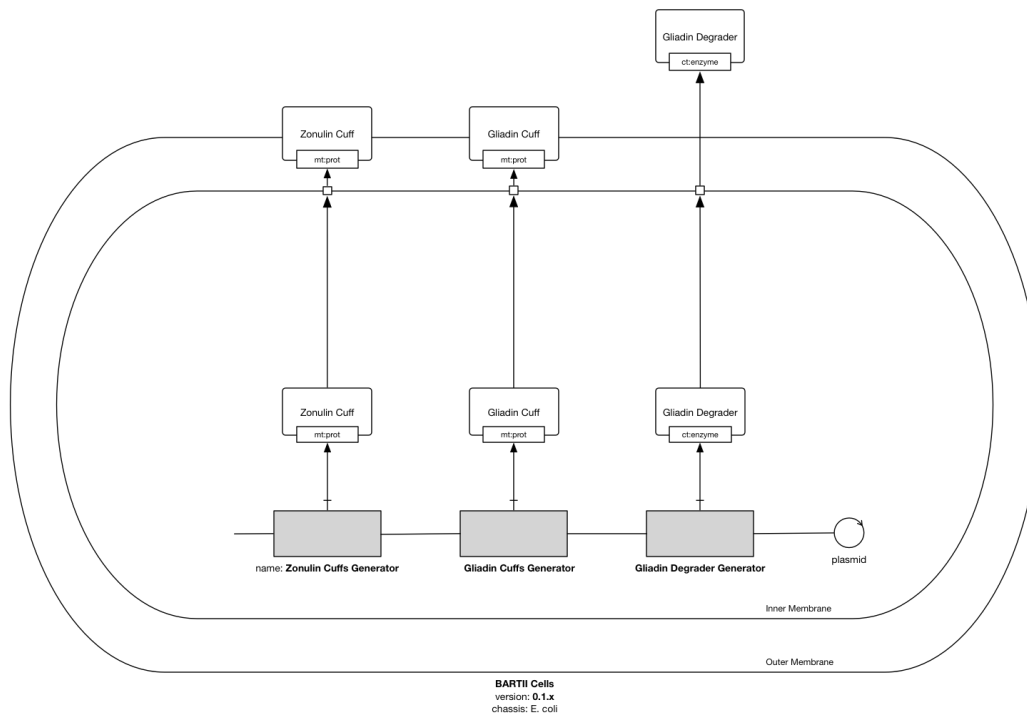 Gliadin Degrader
ct:enzyme
Zonulin Cuff
mt:prot
Gliadin Cuff
mt:prot
Zonulin Cuff
mt:prot
Gliadin Cuff
mt:prot
Gliadin Degrader
ct:enzyme
name: Zonulin Cuffs Generator
Gliadin Cuffs Generator
Gliadin Degrader Generator
plasmid
Inner Membrane
Outer Membrane
BARTII Cells
version: 0.1.x
chassis: E. coli